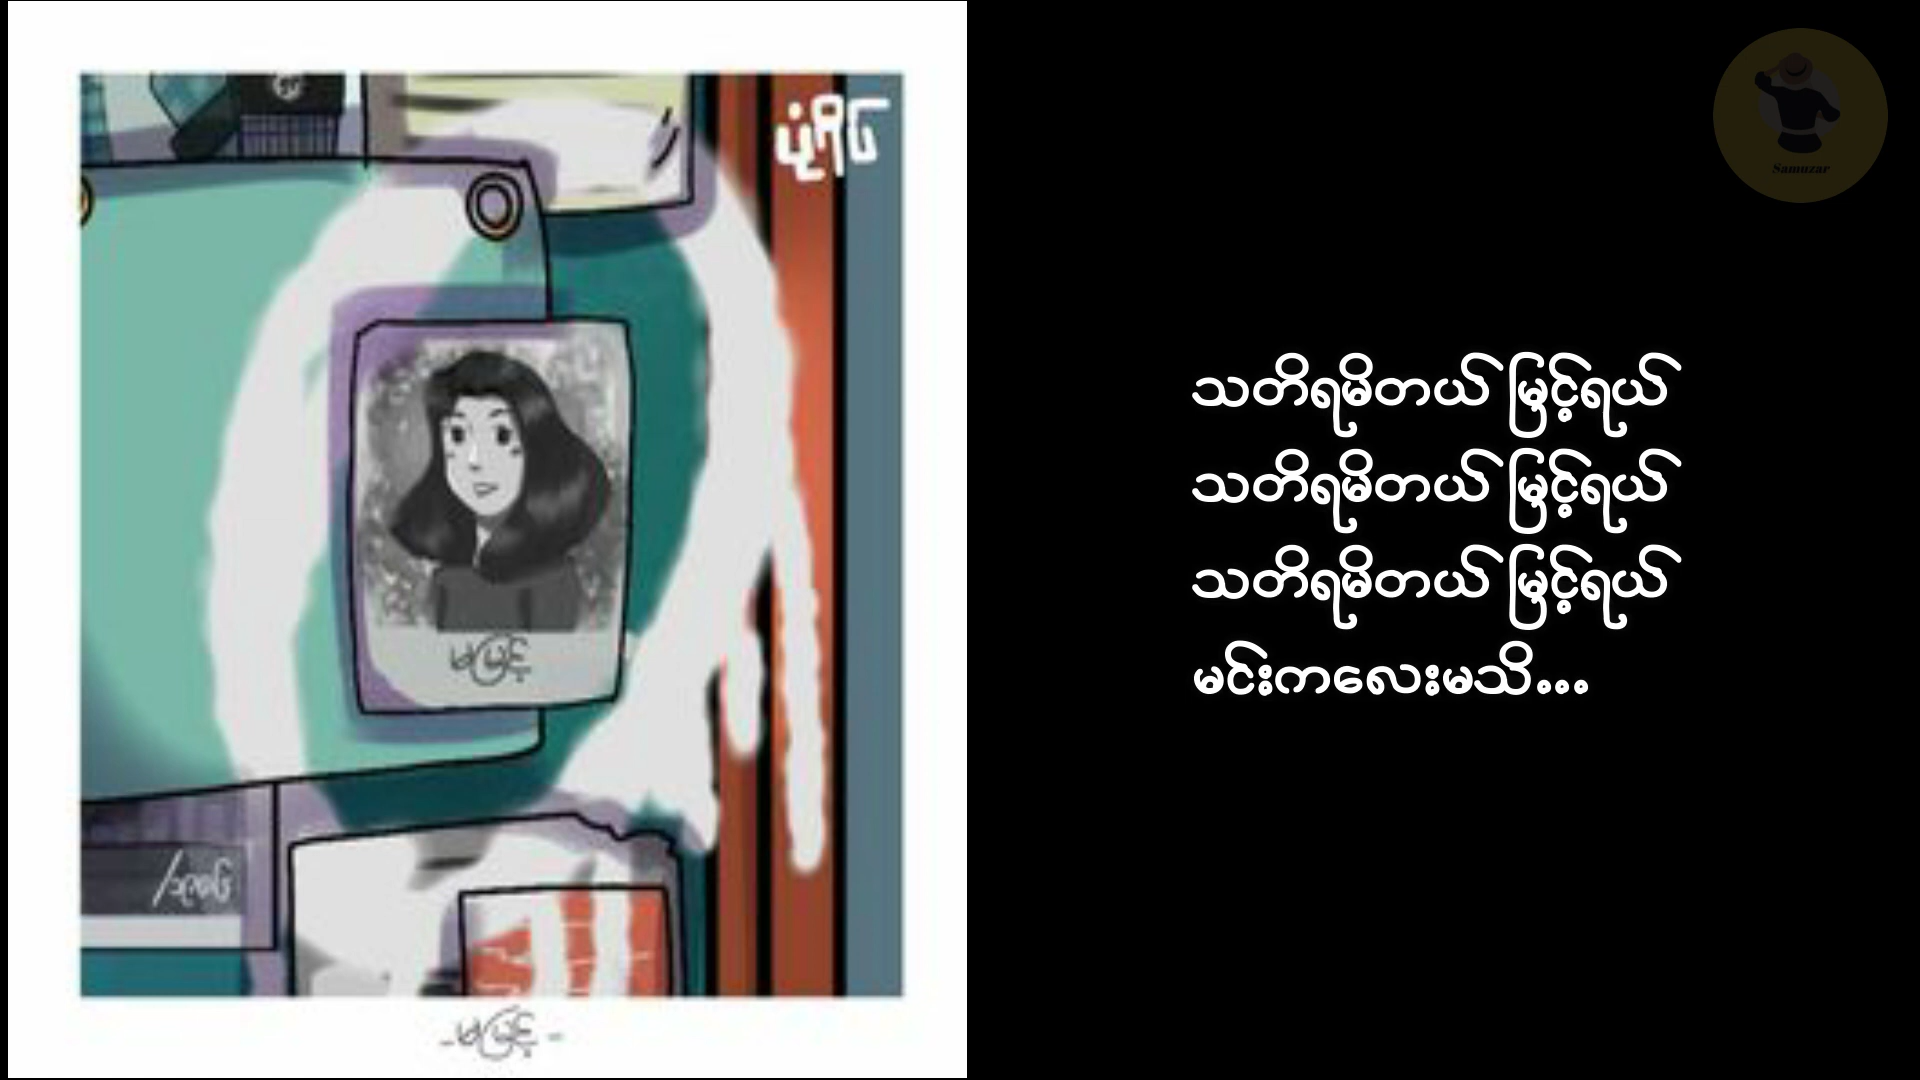 ပုံရိပ်
မမြင့်
-မမြင့်-
သတိရမိတယ် မြင့်ရယ်
သတိရမိတယ် မြင့်ရယ်
သတိရမိတယ် မြင့်ရယ်
မင်းကလေးမသိ...
Samuzar